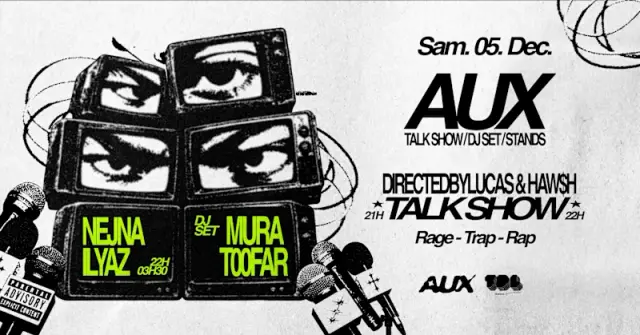 Sam. 05. Dec.
AUX
TALK SHOW/DJ SET/STANDS
DIRECTEDBYLUCAS & HAW$H
21H TALK SHOW 22H
Rage - Trap - Rap
AUX
NEJNA
ILYAZ
22H
03H30
DJ
SET
MURA
TOOFAR
PARENTAL
ADVISORY
EXPLICIT CONTENT